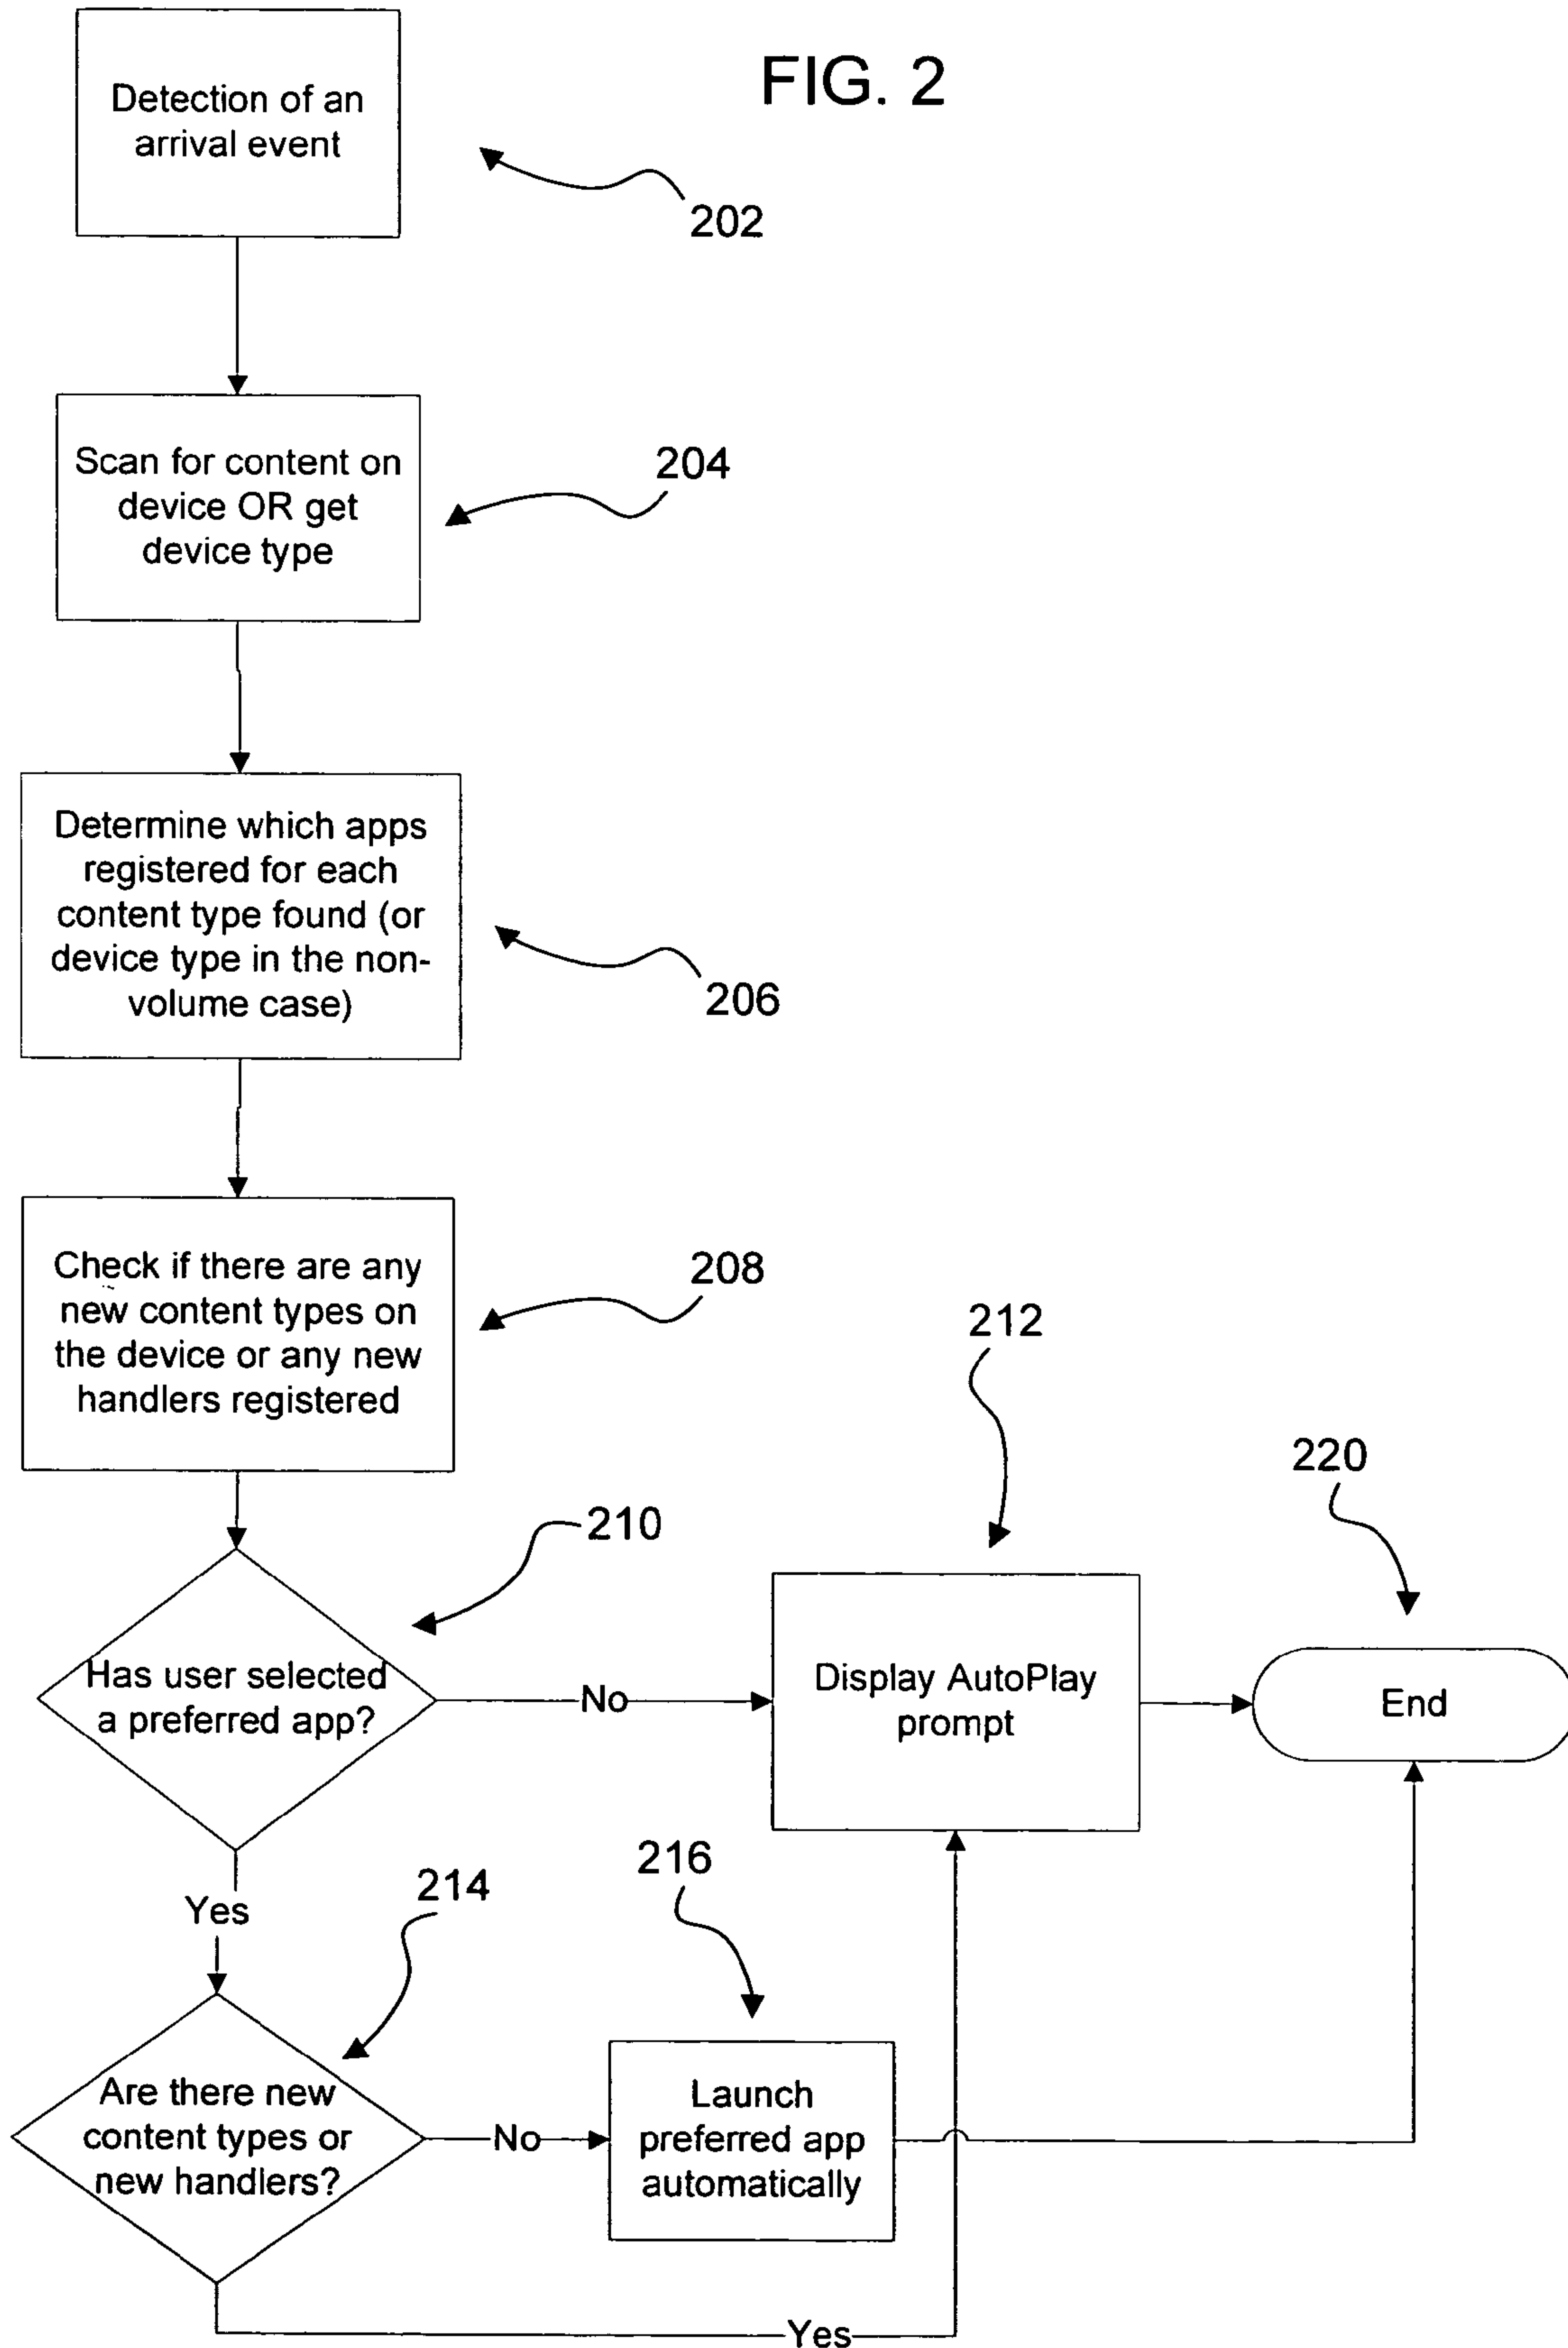 FIG. 2
Detection of an
arrival event
202
Scan for content on
device OR get
device type
204
Determine which apps
registered for each
content type found (or
device type in the non-
volume case)
206
Check if there are any
new content types on
the device or any new
handlers registered
208
210
Has user selected
a preferred app?
No
212
Display AutoPlay
prompt
220
End
Yes
214
Are there new
content types or
new handlers?
No
216
Launch
preferred app
automatically
Yes